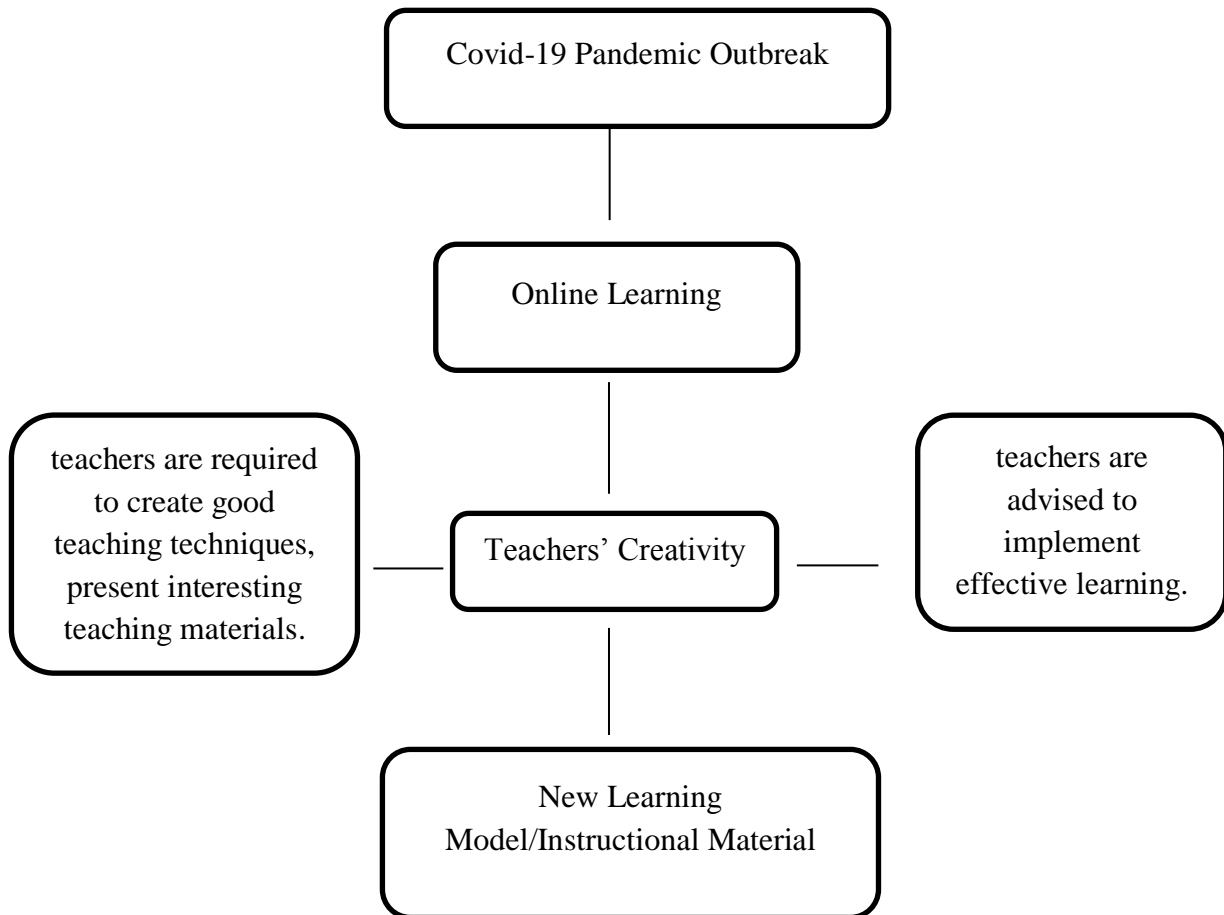 Covid-19 Pandemic Outbreak
Online Learning
teachers are required
to create good
teaching techniques,
present interesting
teaching materials.
Teachers’ Creativity
teachers are
advised to
implement
effective learning.
New Learning
Model/Instructional Material